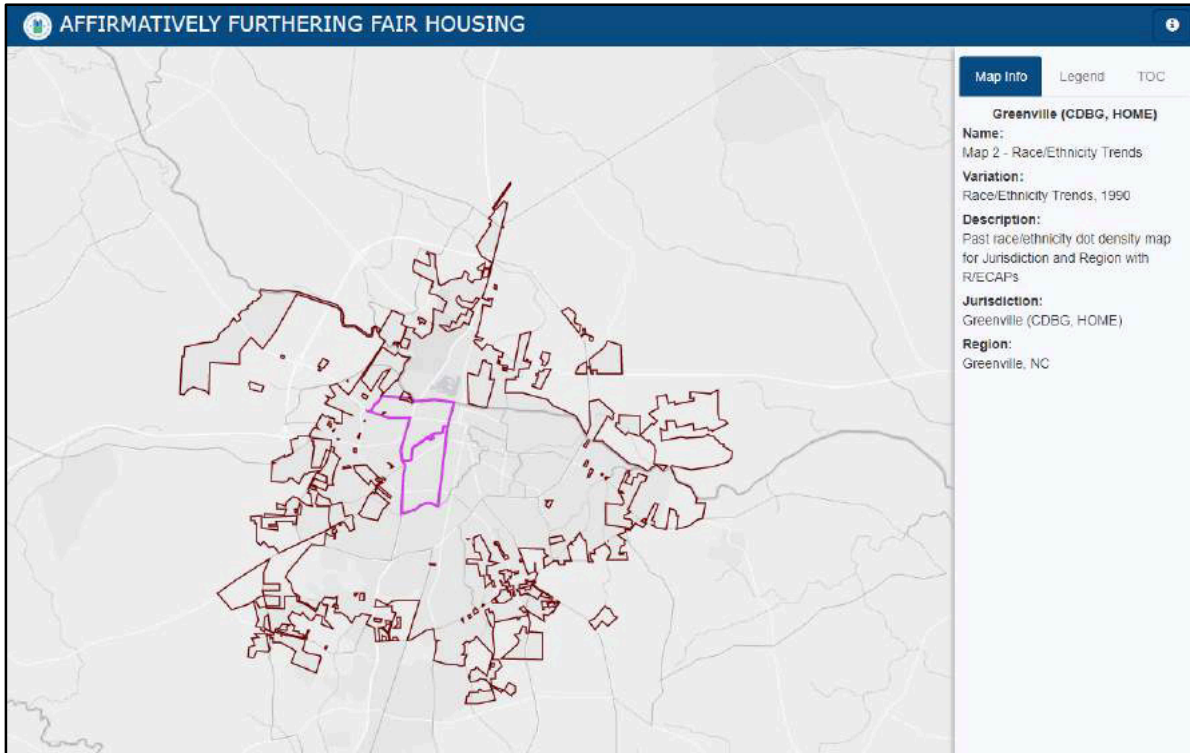 AFFIRMATIVELY FURTHERING FAIR HOUSING
Map Info
Legend
TOC
Greenville (CDBG, HOME)
Name:
Map 2 - Race/Ethnicity Trends
Variation:
Race/Ethnicity Trends, 1990
Description:
Past race/ethnicity dot density map
for Jurisdiction and Region with
R/ECAPs
Jurisdiction:
Greenville (CDBG, HOME)
Region:
Greenville, NC